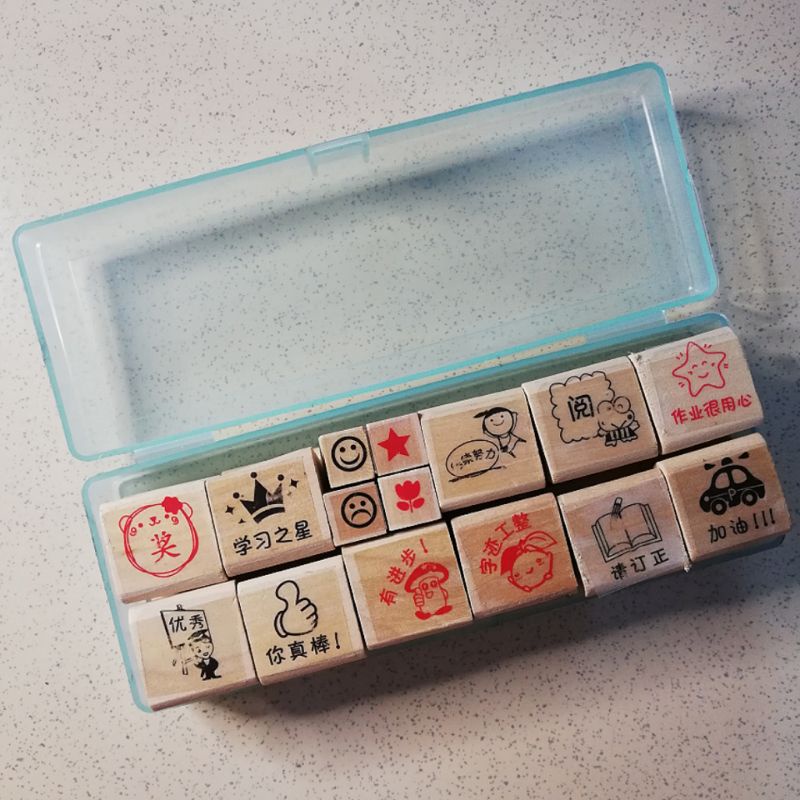 奖
学习之星
努力
阅
作业很用心
优秀
你真棒!
有进步!
字迹工整
请订正
加油!!!